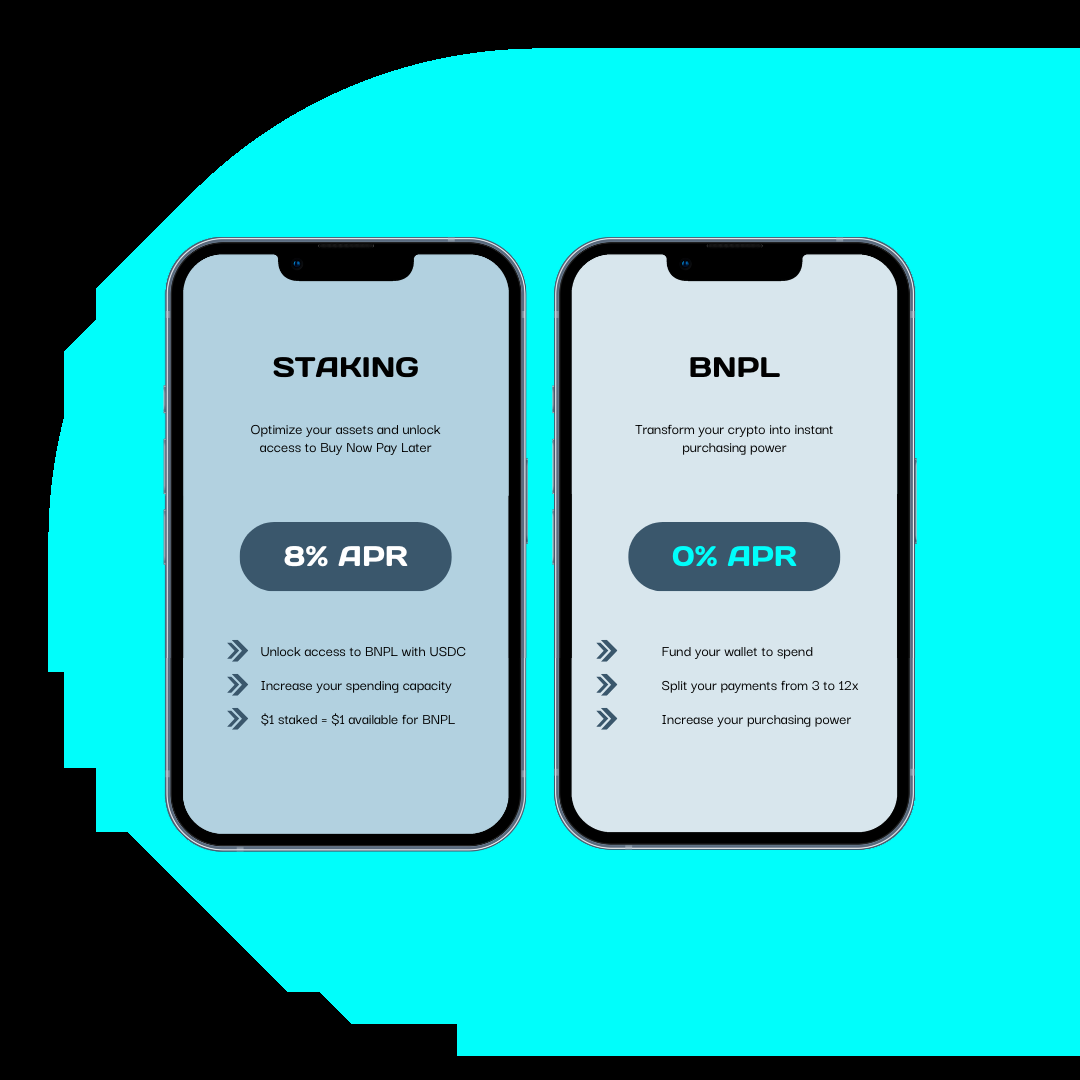 STAKING
Optimize your assets and unlock
access to Buy Now Pay Later
8% APR
Unlock access to BNPL with USDC
Increase your spending capacity
$1 staked = $1 available for BNPL
BNPL
Transform your crypto into instant
purchasing power
0% APR
Fund your wallet to spend
Split your payments from 3 to 12x
Increase your purchasing power